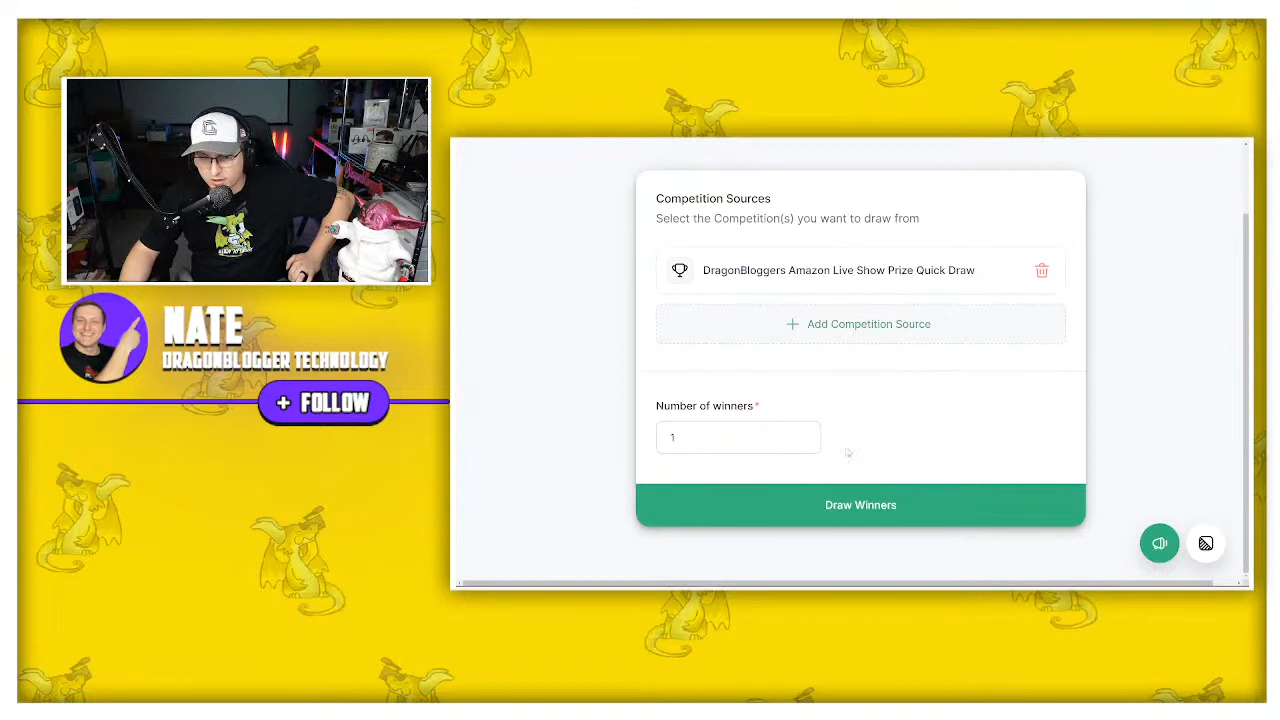 NATE
DRAGONBLOGGER TECHNOLOGY
+ FOLLOW
Competition Sources
Select the Competition(s) you want to draw from
DragonBloggers Amazon Live Show Prize Quick Draw
+ Add Competition Source
Number of winners*
1
Draw Winners